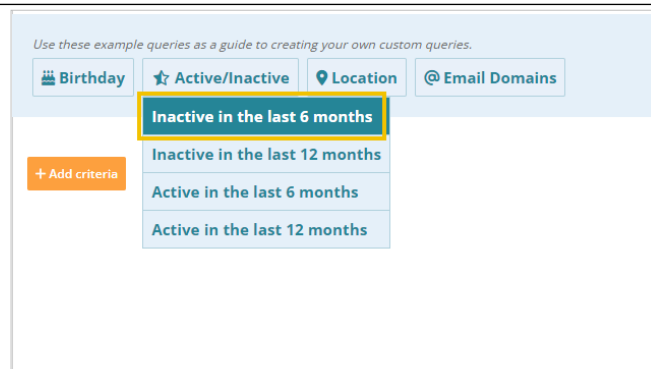 Use these example queries as a guide to creating your own custom queries.
Birthday
Active/Inactive
Location
@ Email Domains
Inactive in the last 6 months
Inactive in the last 12 months
+ Add criteria
Active in the last 6 months
Active in the last 12 months